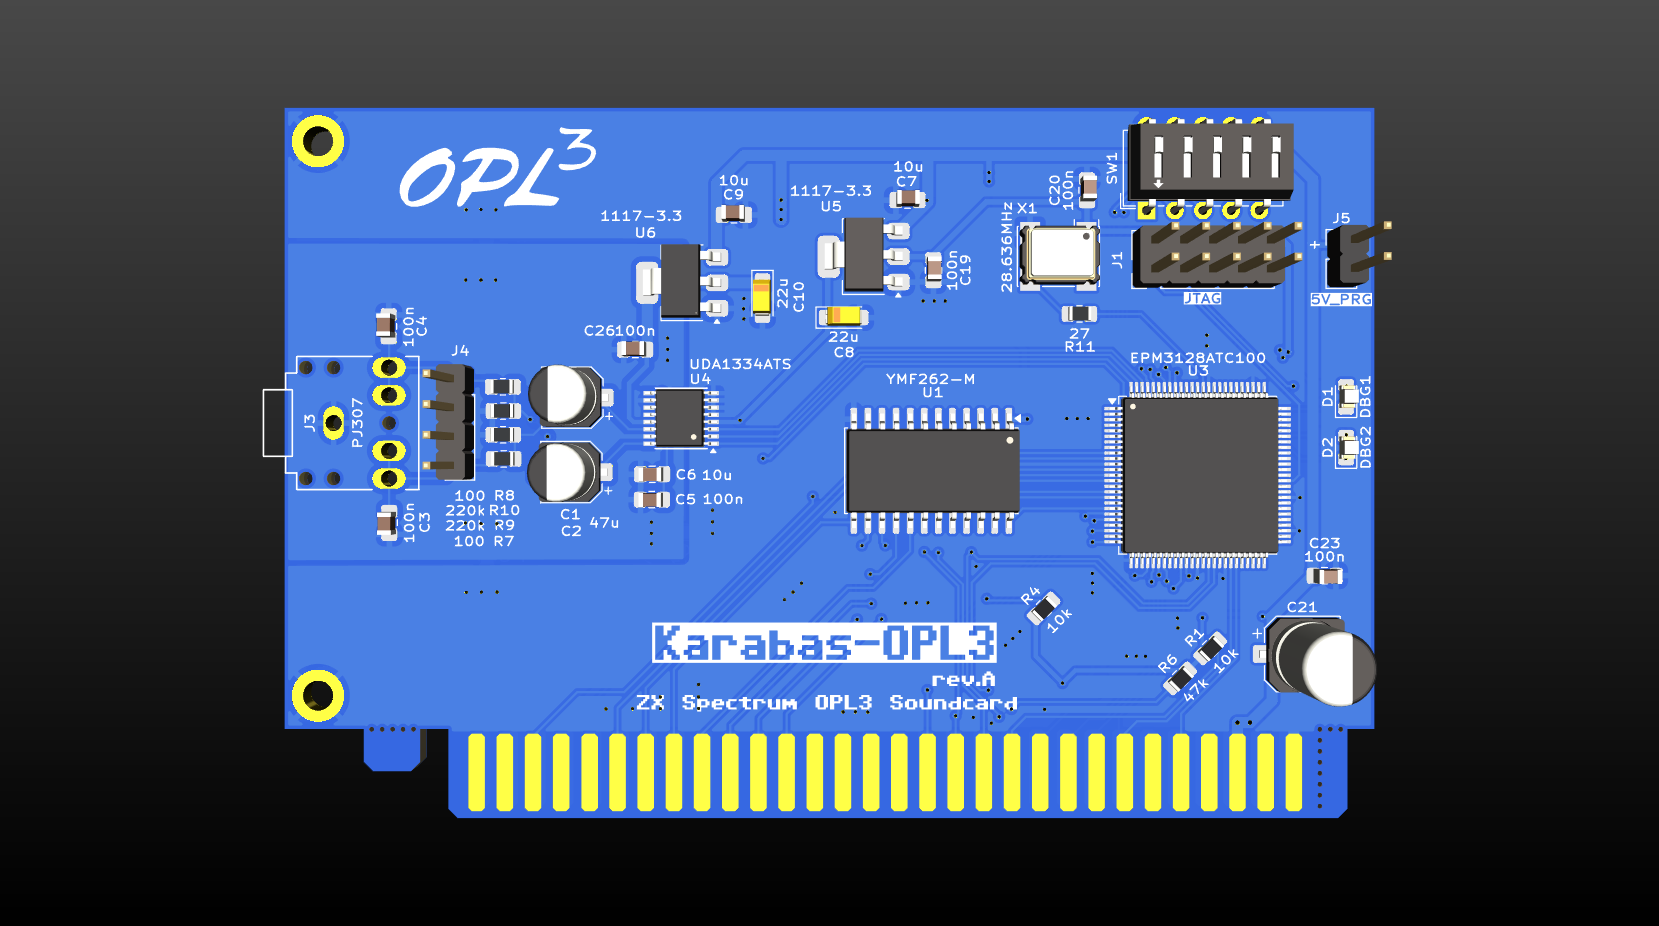 OPL3
10u
C9
10u
C7
1117-3.3
U5
1117-3.3
U6
C20
100n
SW1
X1
28.636MHz
J1
JTAG
J5
+
5V_PRG
22u
C10
100n
C19
22u
C8
27
R11
100n
C4
C26 100n
J4
UDA1334ATS
U4
YMF262-M
U1
EPM3128ATC100
U3
D1
DBG1
D2
DBG2
J3
PJ307
+
+
C6 10u
C5 100n
100 R8
220k R10
220k R9
100 R7
C1
C2
47u
100n
C3
C23
100n
C21
+
R4
10k
R1
10k
R6
47k
Karabas-OPL3
rev.A
ZX Spectrum OPL3 Soundcard